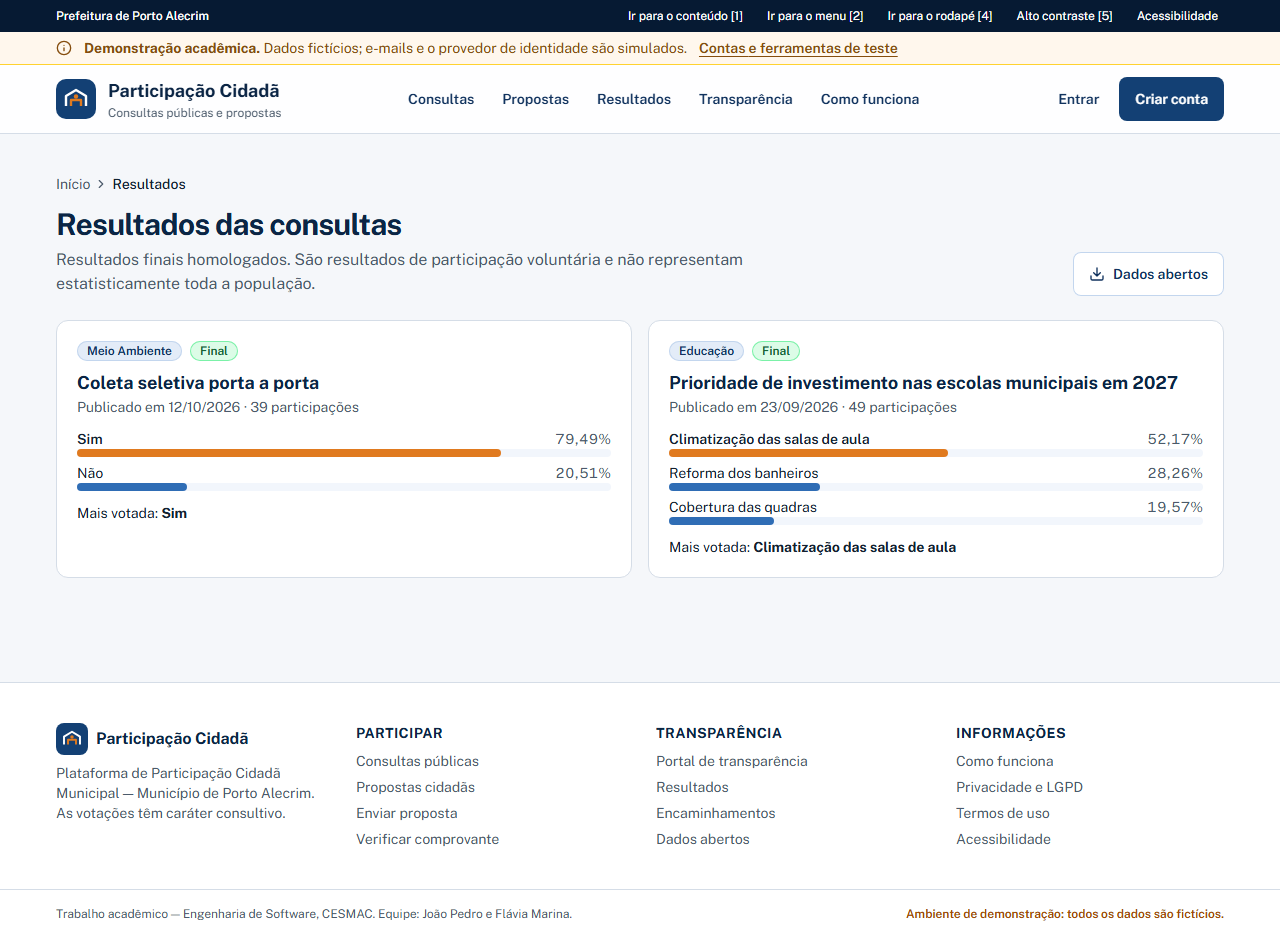 Prefeitura de Porto Alecrim
Ir para o conteúdo [1]
Ir para o menu [2]
Ir para o rodapé [4]
Alto contraste [5]
Acessibilidade
Demonstração acadêmica. Dados fictícios; e-mails e o provedor de identidade são simulados. Contas e ferramentas de teste
Participação Cidadã
Consultas públicas e propostas
Consultas
Propostas
Resultados
Transparência
Como funciona
Entrar
Criar conta
Início
Resultados
Resultados das consultas
Resultados finais homologados. São resultados de participação voluntária e não representam
estatisticamente toda a população.
Dados abertos
Meio Ambiente
Final
Coleta seletiva porta a porta
Publicado em 12/10/2026 · 39 participações
Sim 79,49%
Não 20,51%
Mais votada: Sim
Educação
Final
Prioridade de investimento nas escolas municipais em 2027
Publicado em 23/09/2026 · 49 participações
Climatização das salas de aula 52,17%
Reforma dos banheiros 28,26%
Cobertura das quadras 19,57%
Mais votada: Climatização das salas de aula
Participação Cidadã
Plataforma de Participação Cidadã
Municipal — Município de Porto Alecrim.
As votações têm caráter consultivo.
PARTICIPAR
Consultas públicas
Propostas cidadãs
Enviar proposta
Verificar comprovante
TRANSPARÊNCIA
Portal de transparência
Resultados
Encaminhamentos
Dados abertos
INFORMAÇÕES
Como funciona
Privacidade e LGPD
Termos de uso
Acessibilidade
Trabalho acadêmico — Engenharia de Software, CESMAC. Equipe: João Pedro e Flávia Marina.
Ambiente de demonstração: todos os dados são fictícios.